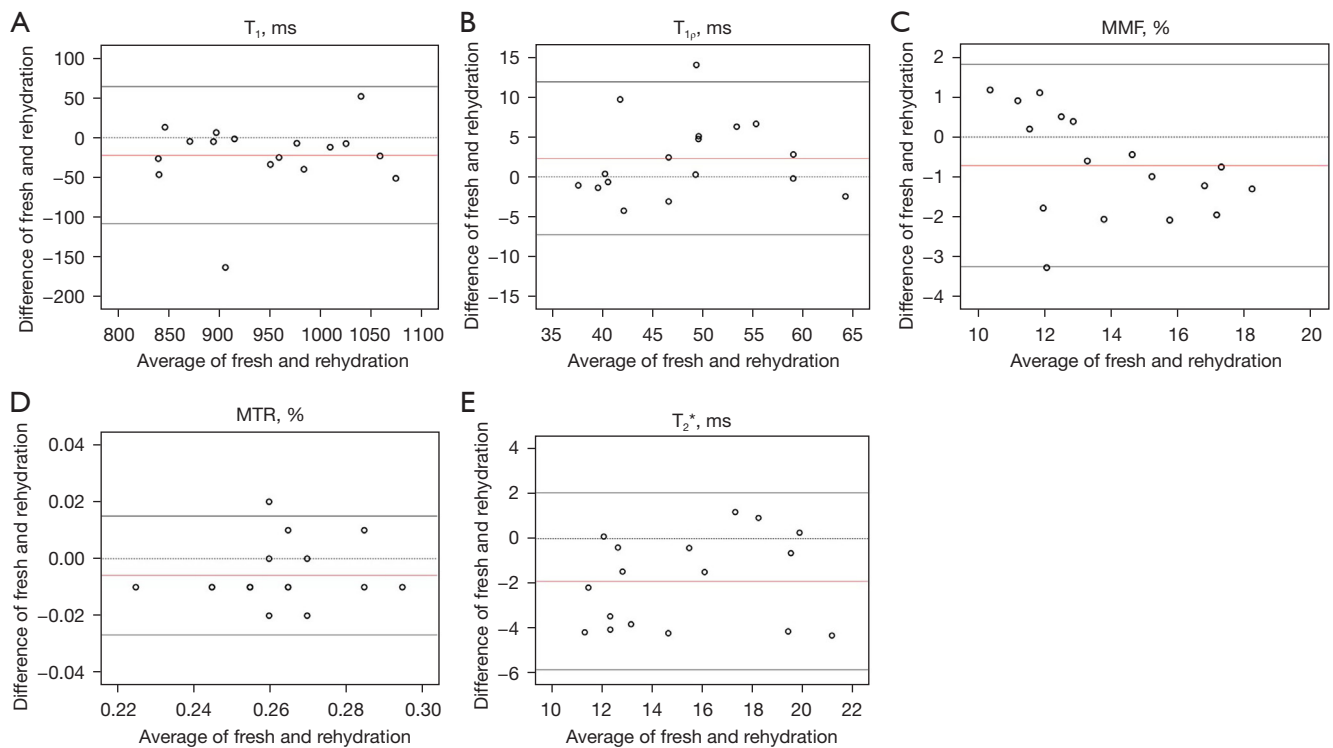 A
T₁, ms
Difference of fresh and rehydration
100
50
0
−50
−100
−150
−200
800 850 900 950 1000 1050 1100
Average of fresh and rehydration
B
T₁ρ, ms
Difference of fresh and rehydration
15
10
5
0
−5
−10
−15
35 40 45 50 55 60 65
Average of fresh and rehydration
C
MMF, %
Difference of fresh and rehydration
2
1
0
−1
−2
−3
−4
10 12 14 16 18 20
Average of fresh and rehydration
D
MTR, %
Difference of fresh and rehydration
0.04
0.02
0.00
−0.02
−0.04
0.22 0.24 0.26 0.28 0.30
Average of fresh and rehydration
E
T₂*, ms
Difference of fresh and rehydration
4
2
0
−2
−4
−6
10 12 14 16 18 20 22
Average of fresh and rehydration